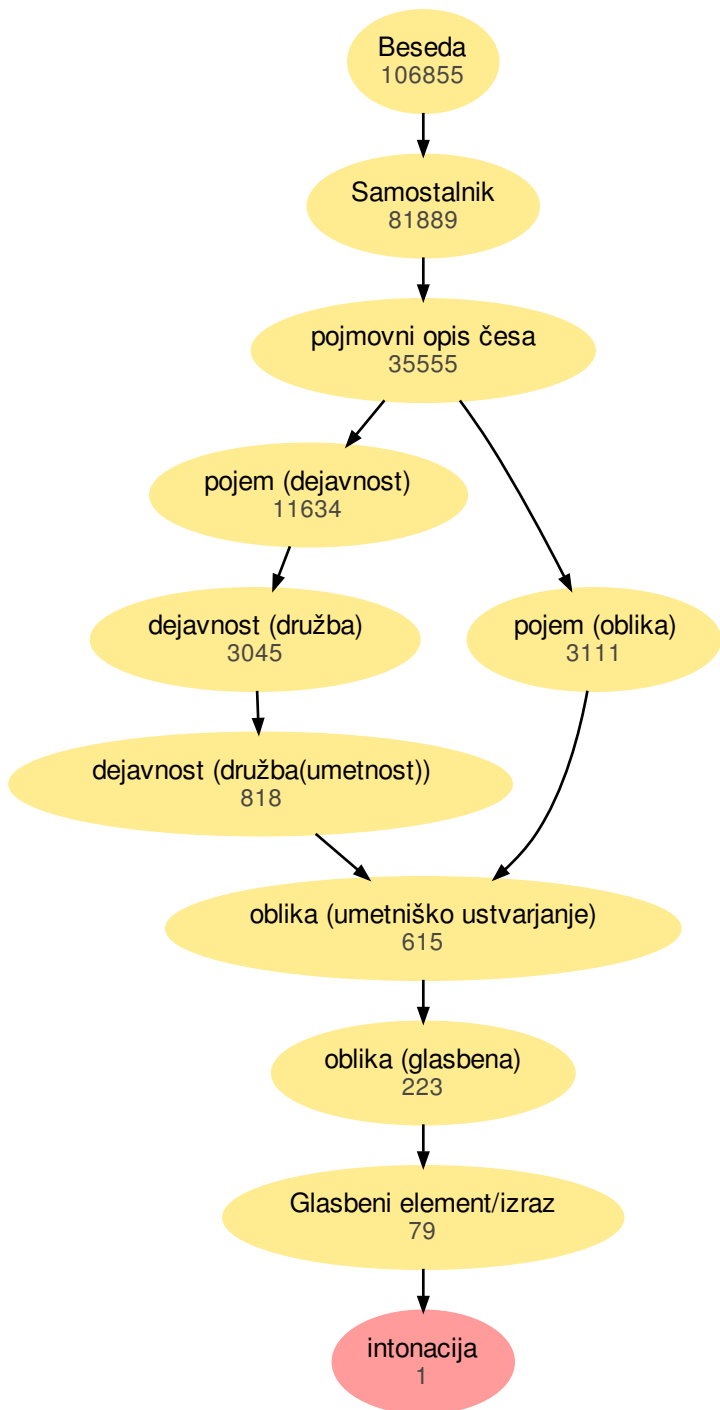 Beseda
106855
Samostalnik
81889
pojmovni opis česa
35555
pojem (dejavnost)
11634
dejavnost (družba)
3045
pojem (oblika)
3111
dejavnost (družba(umetnost))
818
oblika (umetniško ustvarjanje)
615
oblika (glasbena)
223
Glasbeni element/izraz
79
intonacija
1